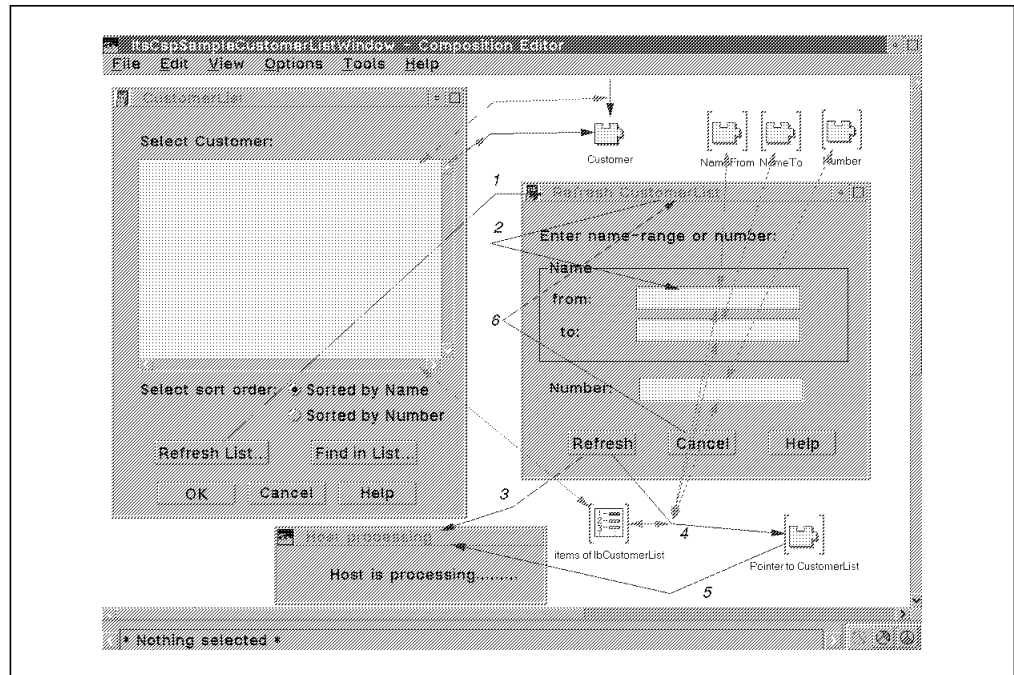 ItsCspSampleCustomerListWindow - Composition Editor
File Edit View Options Tools Help
CustomerList
Select Customer:
Customer
NameFrom NameTo Number
1
Refresh CustomerList
2
Enter name-range or number:
Name
from:
6
to:
Select sort order: Sorted by Name
Sorted by Number
Number:
Refresh List... Find in List...
Refresh Cancel Help
OK Cancel Help
3
4
items of lbCustomerList
Pointer to CustomerList
Host processing
Host is processing.........
5
* Nothing selected *